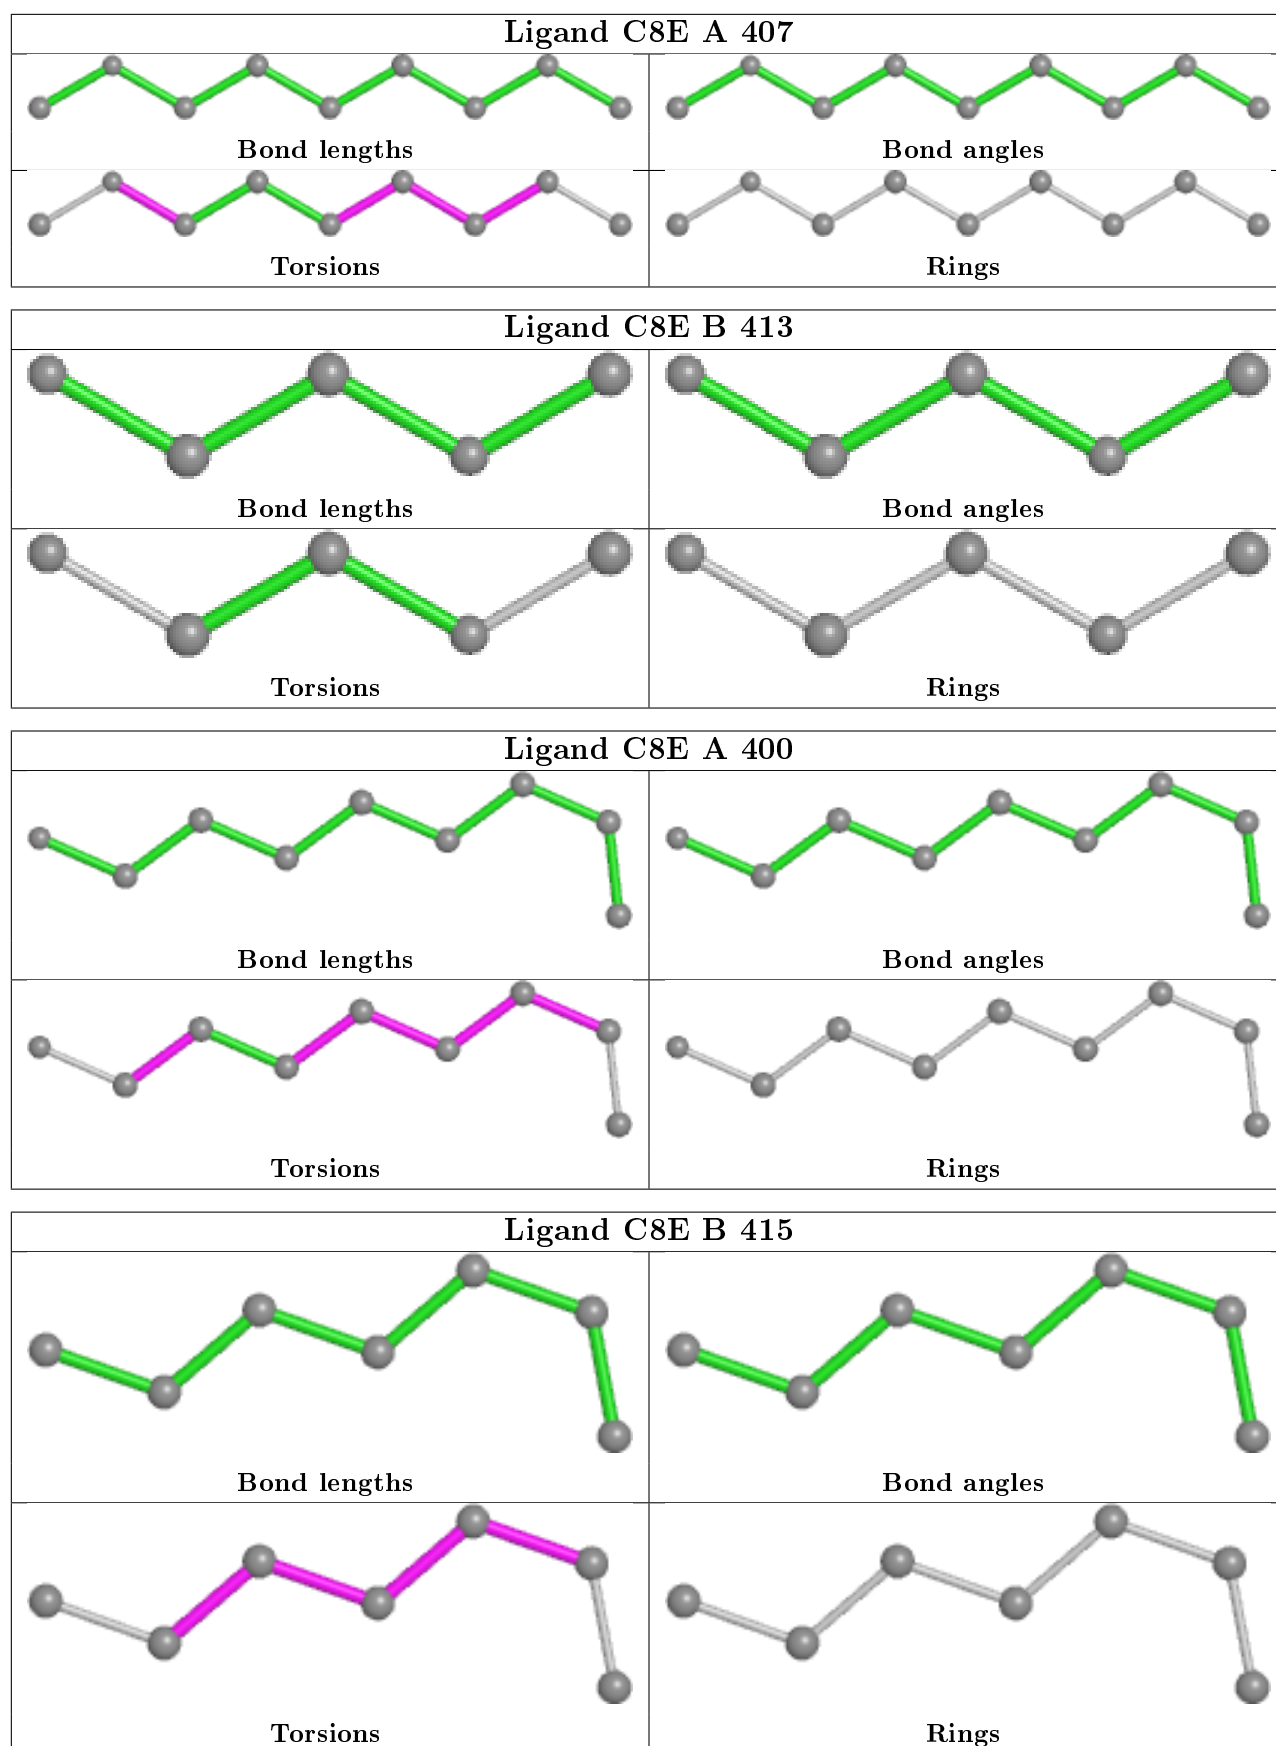 Ligand C8E A 407
Bond lengths
Bond angles
Torsions
Rings
Ligand C8E B 413
Bond lengths
Bond angles
Torsions
Rings
Ligand C8E A 400
Bond lengths
Bond angles
Torsions
Rings
Ligand C8E B 415
Bond lengths
Bond angles
Torsions
Rings